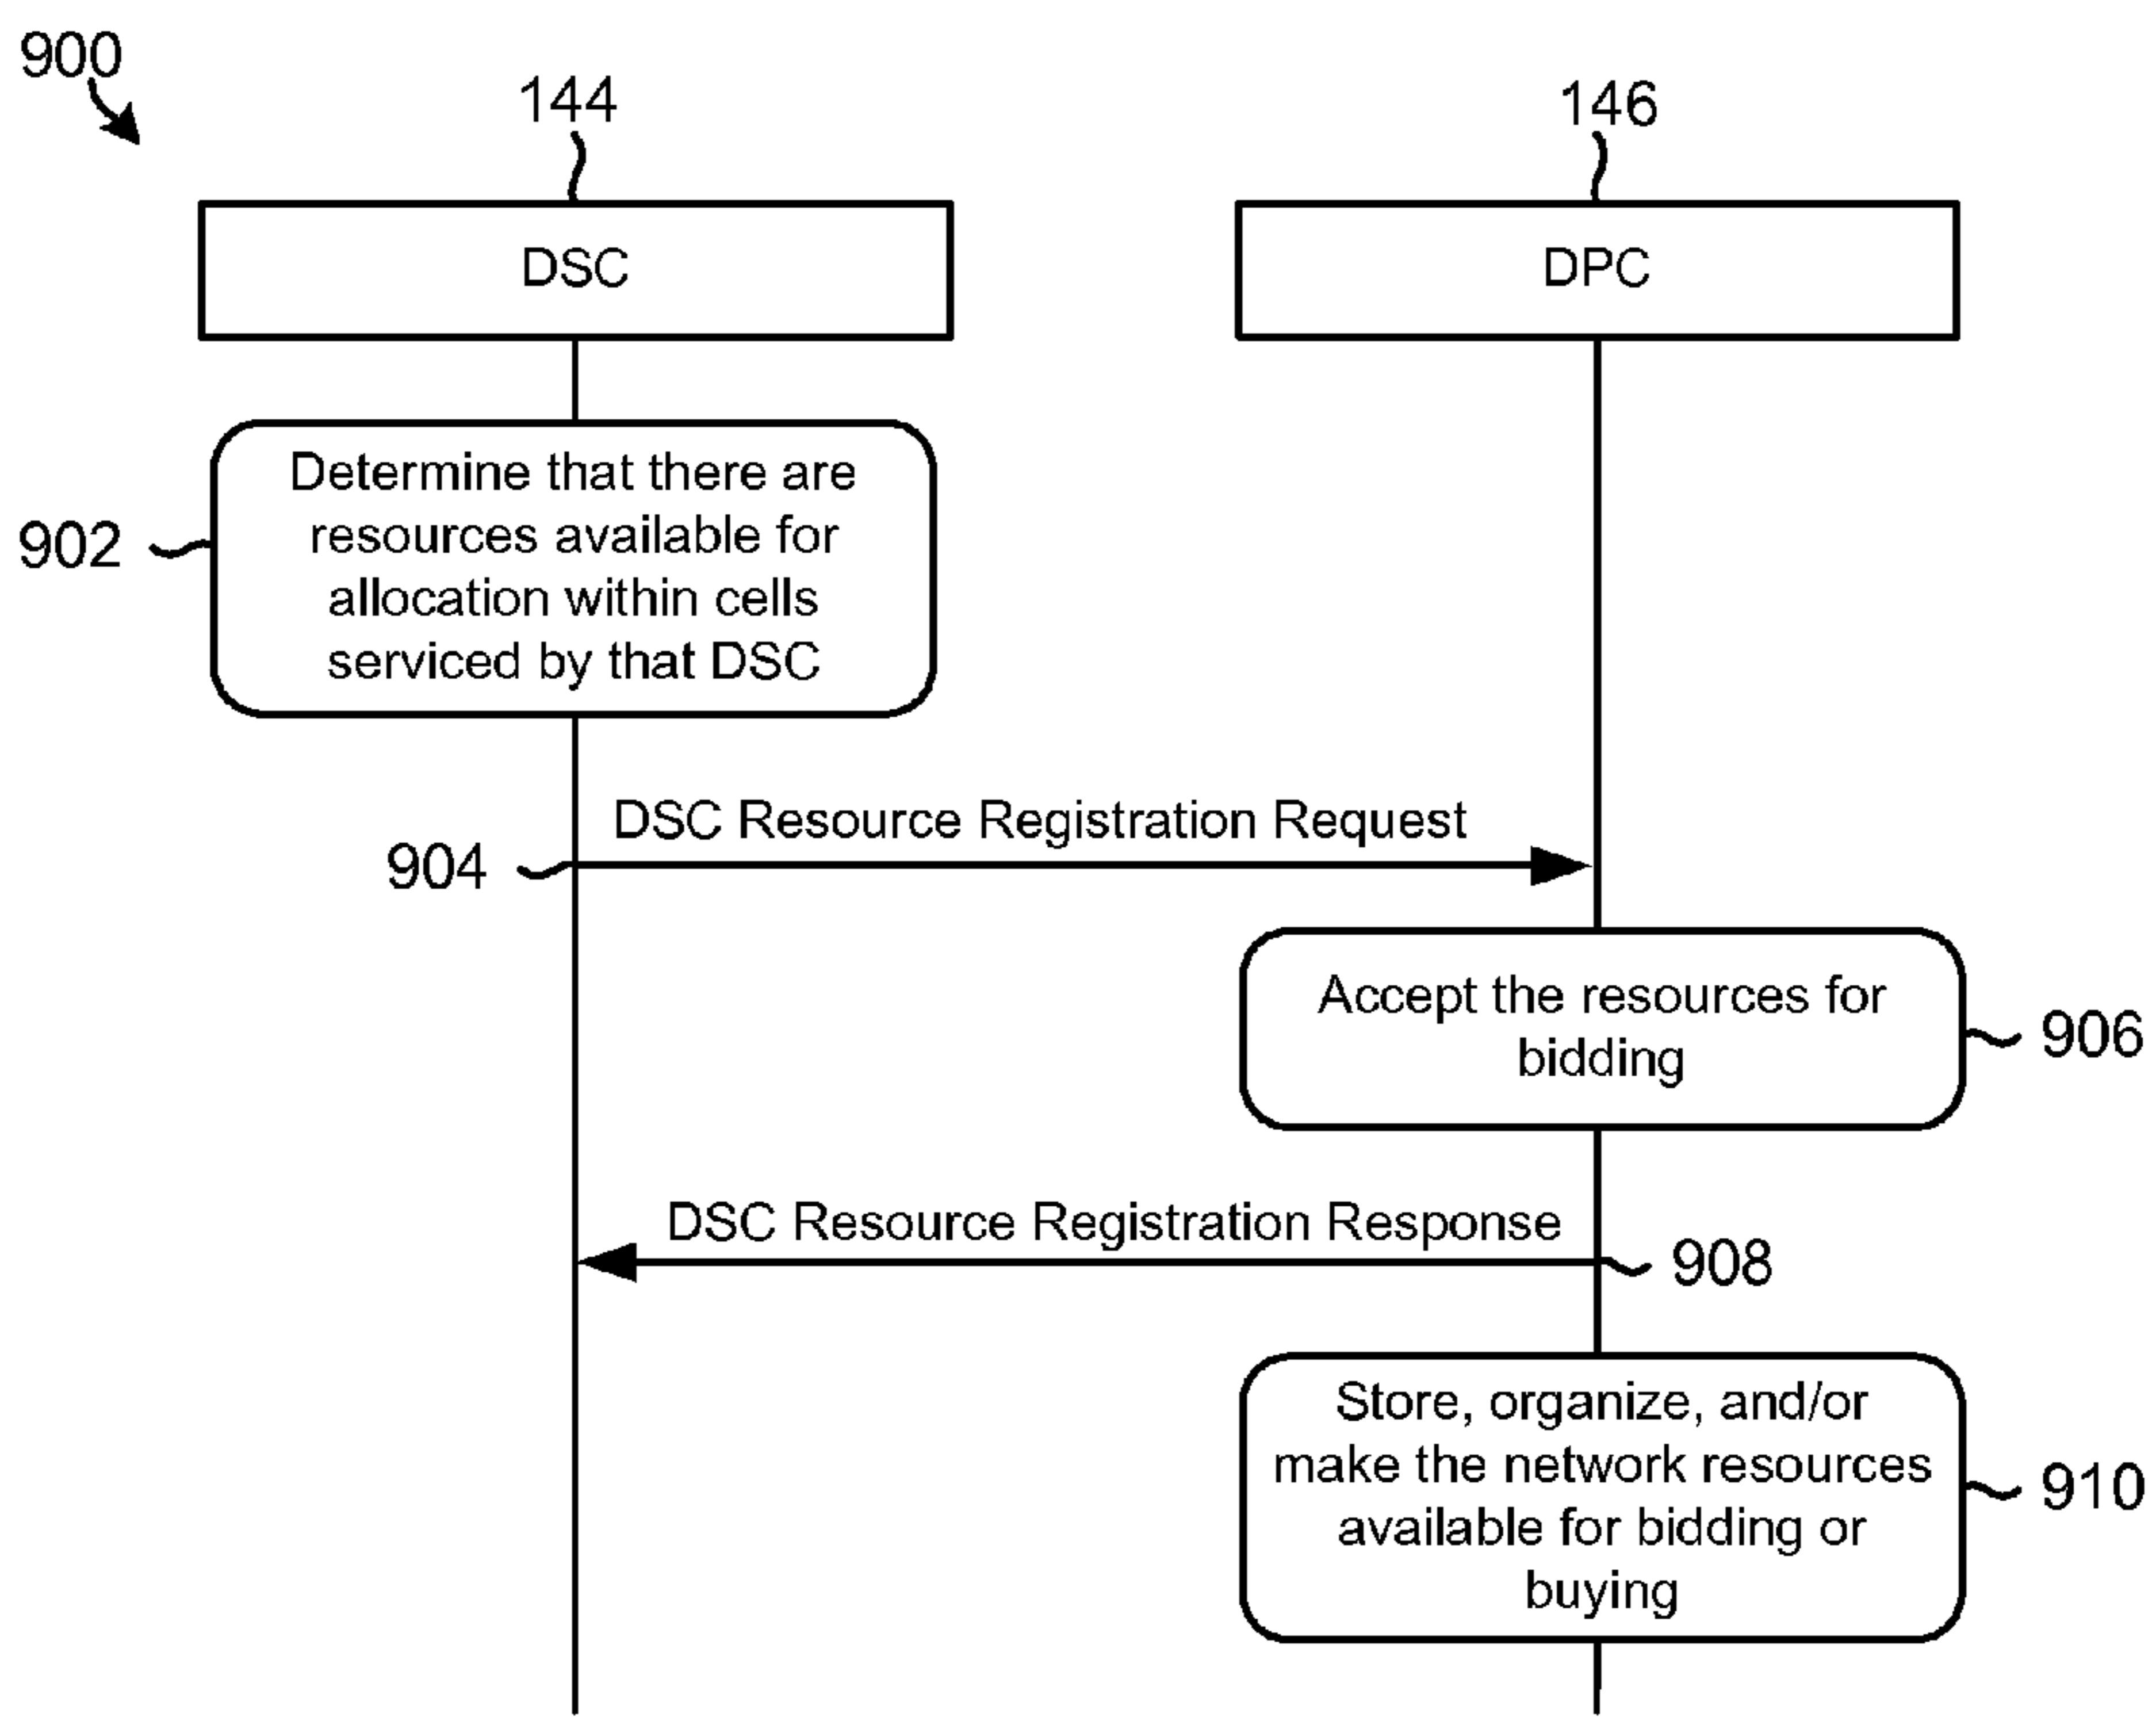 900
144
146
DSC
DPC
902
Determine that there are
resources available for
allocation within cells
serviced by that DSC
DSC Resource Registration Request
904
Accept the resources for
bidding
906
DSC Resource Registration Response
908
Store, organize, and/or
make the network resources
available for bidding or
buying
910